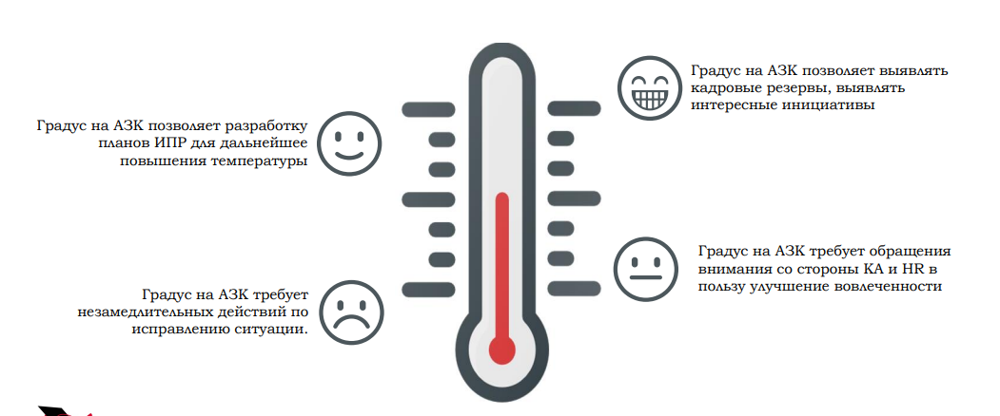 Градус на АЗК позволяет выявлять
кадровые резервы, выявлять
интересные инициативы
Градус на АЗК позволяет разработку
планов ИПР для дальнейшее
повышения температуры
Градус на АЗК требует обращения
внимания со стороны КА и HR в
пользу улучшение вовлеченности
Градус на АЗК требует
незамедлительных действий по
исправлению ситуации.